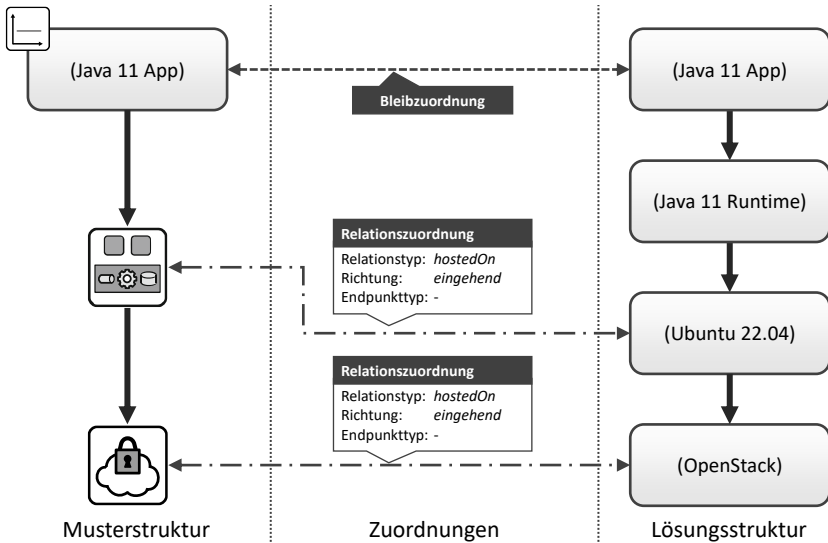 (Java 11 App)
(Java 11 App)
Bleibzuordnung
(Java 11 Runtime)
Relationszuordnung
Relationstyp: hostedOn
Richtung: eingehend
Endpunkttyp: -
(Ubuntu 22.04)
Relationszuordnung
Relationstyp: hostedOn
Richtung: eingehend
Endpunkttyp: -
(OpenStack)
Musterstruktur
Zuordnungen
Lösungsstruktur